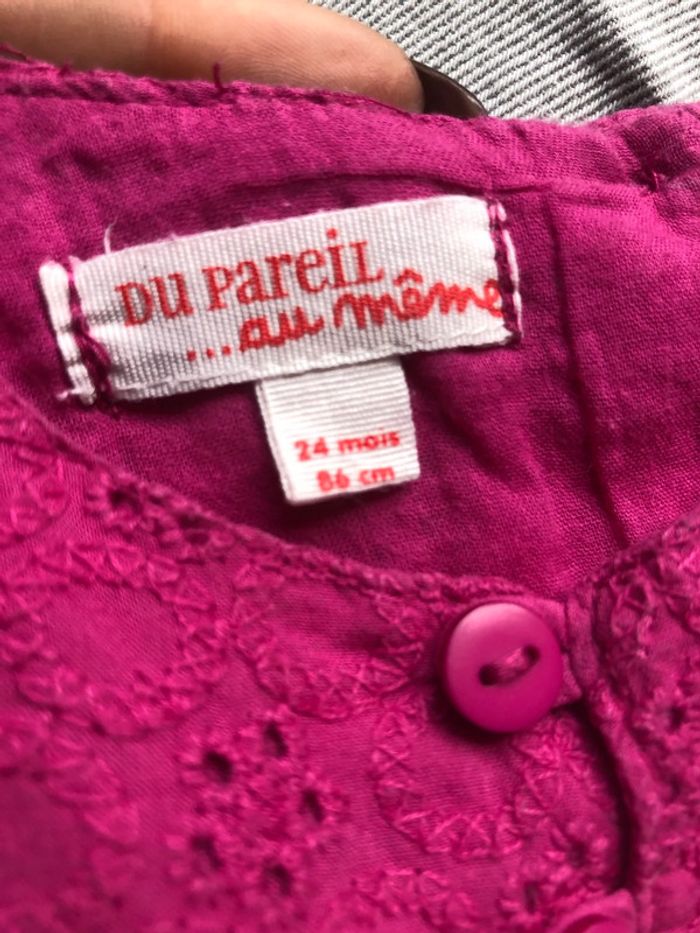 Du Pareil
...au même
24 mois
86 cm